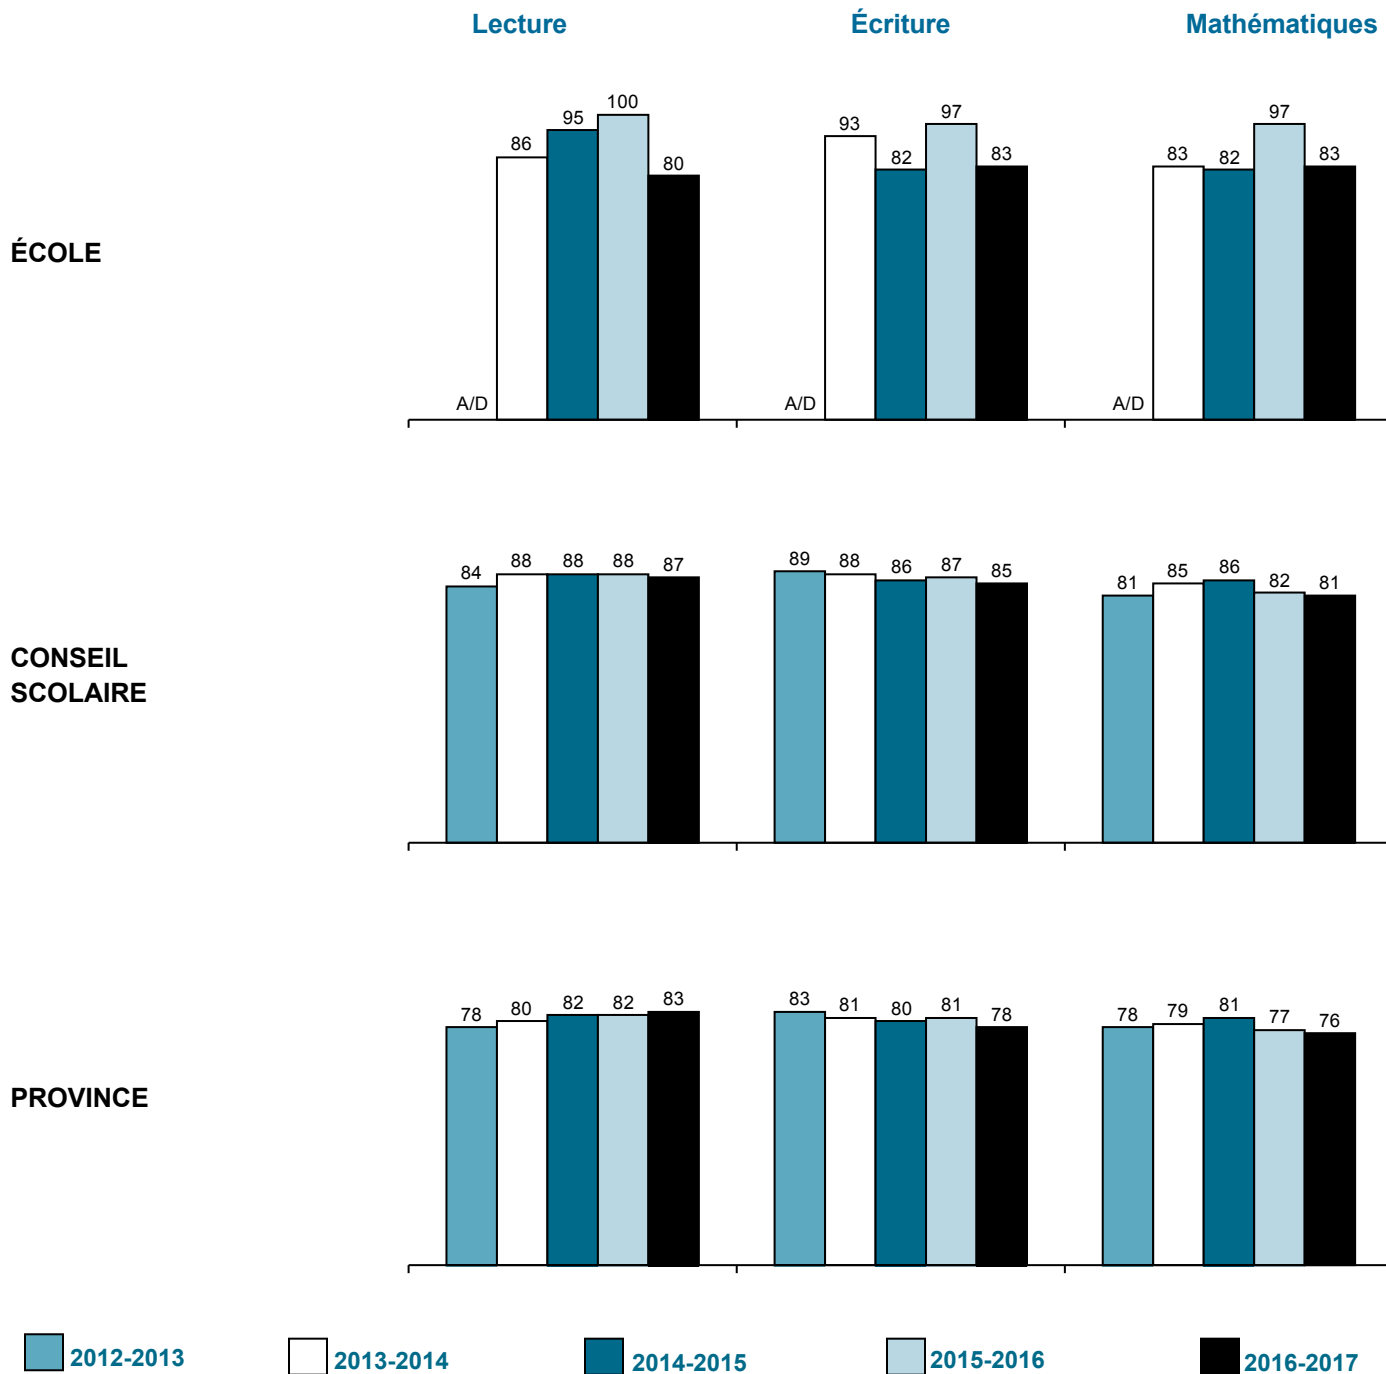 Lecture Écriture Mathématiques
ÉCOLE
A/D 86 95 100 80
A/D 93 82 97 83
A/D 83 82 97 83
CONSEIL
SCOLAIRE
84 88 88 88 87
89 88 86 87 85
81 85 86 82 81
PROVINCE
78 80 82 82 83
83 81 80 81 78
78 79 81 77 76
2012-2013 2013-2014 2014-2015 2015-2016 2016-2017